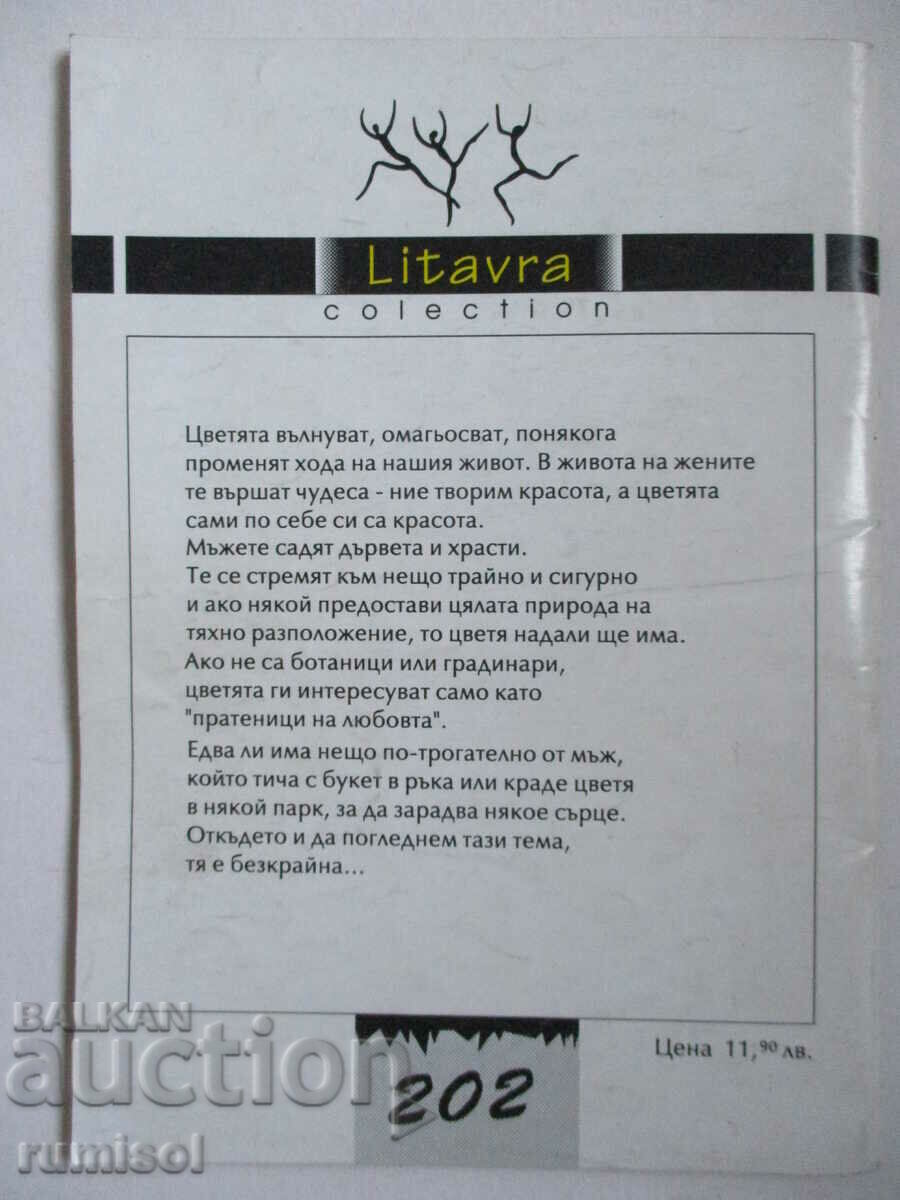 Litavra
colection
Цветята вълнуват, омагьосват, понякога
променят хода на нашия живот. В живота на жените
те вършат чудеса - ние творим красота, а цветята
сами по себе си са красота.
Мъжете садят дървета и храсти.
Те се стремят към нещо трайно и сигурно
и ако някой предостави цялата природа на
тяхно разположение, то цветя надали ще има.
Ако не са ботаници или градинари,
цветята ги интересуват само като
"пратеници на любовта".
Едва ли има нещо по-трогателно от мъж,
който тича с букет в ръка или краде цветя
в някой парк, за да зарадва някое сърце.
Откъдето и да погледнем тази тема,
тя е безкрайна...
BALKAN
auction
rumisol
202
Цена 11,90 лв.